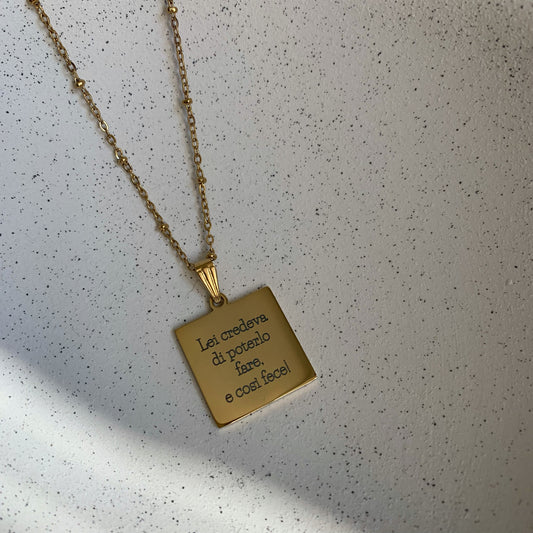 Lei credeva
di poterlo
fare,
e così fece!